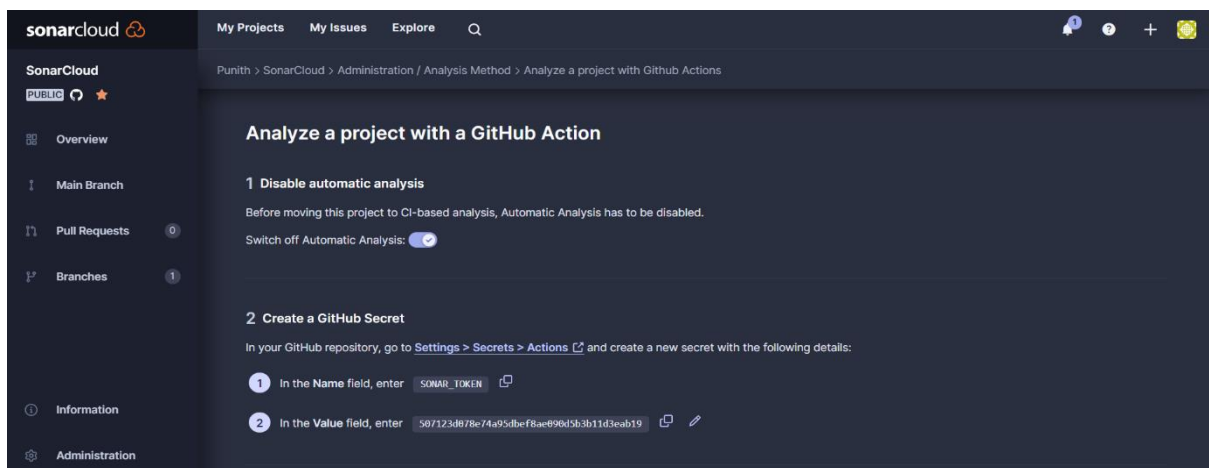 sonarcloud
My Projects My Issues Explore
1
SonarCloud
PUBLIC
Punith > SonarCloud > Administration / Analysis Method > Analyze a project with Github Actions
Overview
Main Branch
Pull Requests 0
Branches 1
Information
Administration
Analyze a project with a GitHub Action
1 Disable automatic analysis
Before moving this project to CI-based analysis, Automatic Analysis has to be disabled.
Switch off Automatic Analysis:
2 Create a GitHub Secret
In your GitHub repository, go to Settings > Secrets > Actions and create a new secret with the following details:
1 In the Name field, enter SONAR_TOKEN
2 In the Value field, enter 507123d078e74a95dbef8ae090d5b3b11d3eab19